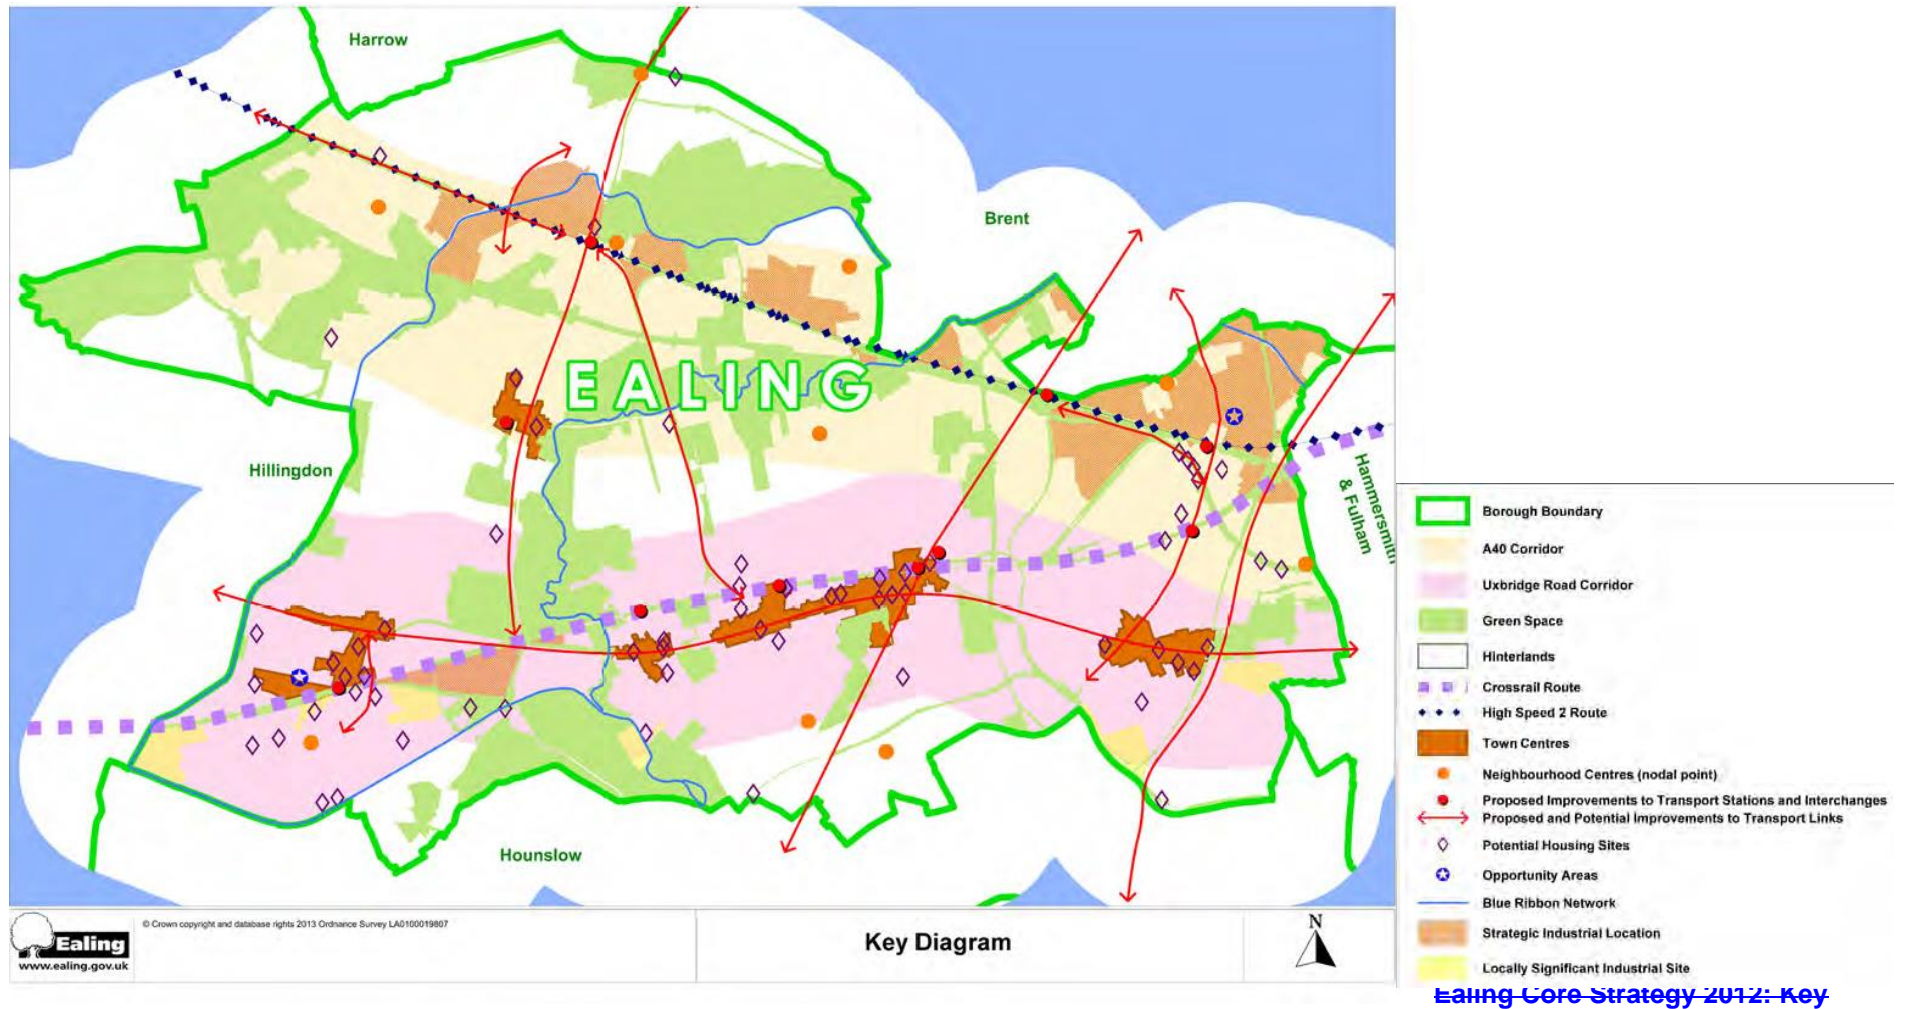 Harrow
Brent
EALING
Hillingdon
Hammersmith
& Fulham
Hounslow
Borough Boundary
A40 Corridor
Uxbridge Road Corridor
Green Space
Hinterlands
Crossrail Route
High Speed 2 Route
Town Centres
Neighbourhood Centres (nodal point)
Proposed Improvements to Transport Stations and Interchanges
Proposed and Potential Improvements to Transport Links
Potential Housing Sites
Opportunity Areas
Blue Ribbon Network
Strategic Industrial Location
Locally Significant Industrial Site
Ealing
www.ealing.gov.uk
© Crown copyright and database rights 2013 Ordnance Survey LA0100019807
Key Diagram
N
Ealing Core Strategy 2012: Key